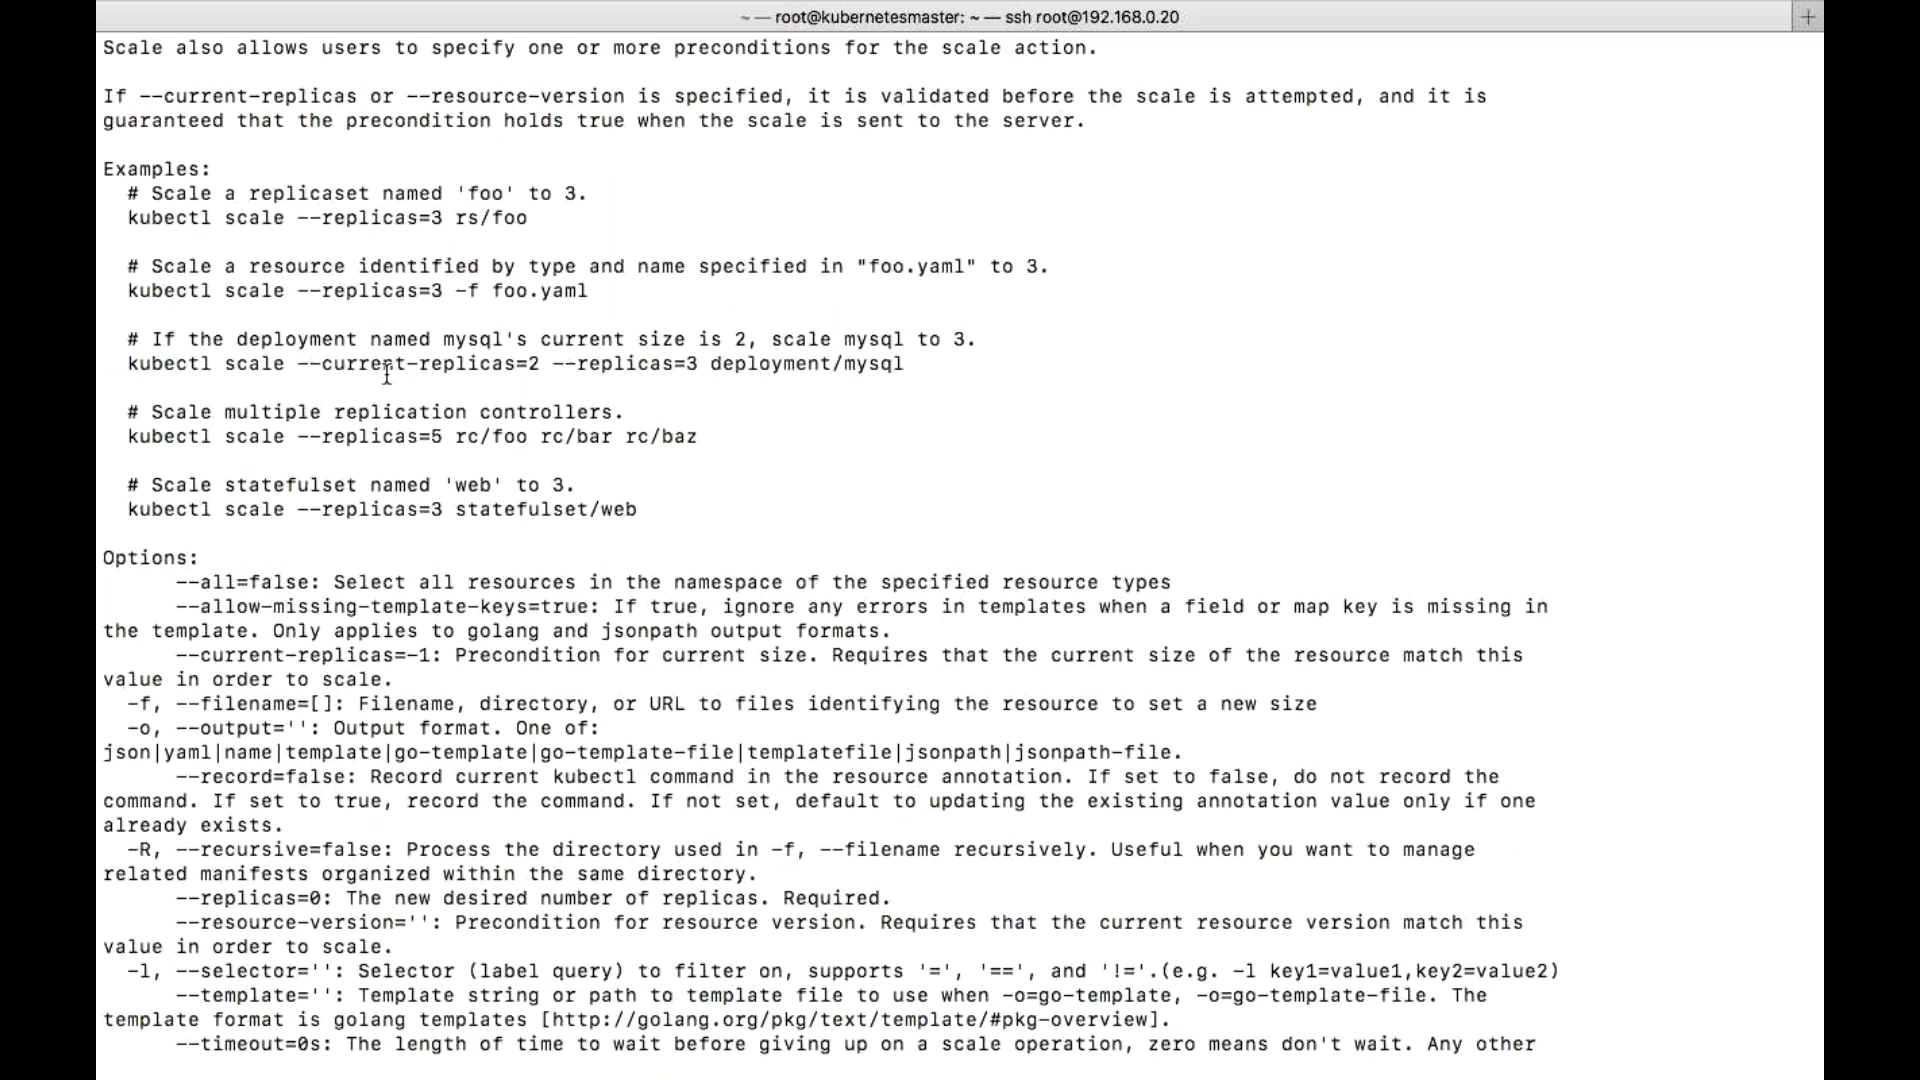 ~ — root@kubernetesmaster: ~ — ssh root@192.168.0.20
Scale also allows users to specify one or more preconditions for the scale action.
If --current-replicas or --resource-version is specified, it is validated before the scale is attempted, and it is
guaranteed that the precondition holds true when the scale is sent to the server.
Examples:
# Scale a replicaset named 'foo' to 3.
kubectl scale --replicas=3 rs/foo
# Scale a resource identified by type and name specified in "foo.yaml" to 3.
kubectl scale --replicas=3 -f foo.yaml
# If the deployment named mysql's current size is 2, scale mysql to 3.
kubectl scale --current-replicas=2 --replicas=3 deployment/mysql
# Scale multiple replication controllers.
kubectl scale --replicas=5 rc/foo rc/bar rc/baz
# Scale statefulset named 'web' to 3.
kubectl scale --replicas=3 statefulset/web
Options:
--all=false: Select all resources in the namespace of the specified resource types
--allow-missing-template-keys=true: If true, ignore any errors in templates when a field or map key is missing in
the template. Only applies to golang and jsonpath output formats.
--current-replicas=-1: Precondition for current size. Requires that the current size of the resource match this
value in order to scale.
-f, --filename=[]: Filename, directory, or URL to files identifying the resource to set a new size
-o, --output='': Output format. One of:
json|yaml|name|template|go-template|go-template-file|templatefile|jsonpath|jsonpath-file.
--record=false: Record current kubectl command in the resource annotation. If set to false, do not record the
command. If set to true, record the command. If not set, default to updating the existing annotation value only if one
already exists.
-R, --recursive=false: Process the directory used in -f, --filename recursively. Useful when you want to manage
related manifests organized within the same directory.
--replicas=0: The new desired number of replicas. Required.
--resource-version='': Precondition for resource version. Requires that the current resource version match this
value in order to scale.
-l, --selector='': Selector (label query) to filter on, supports '=', '==', and '!='.(e.g. -l key1=value1,key2=value2)
--template='': Template string or path to template file to use when -o=go-template, -o=go-template-file. The
template format is golang templates [http://golang.org/pkg/text/template/#pkg-overview].
--timeout=0s: The length of time to wait before giving up on a scale operation, zero means don't wait. Any other